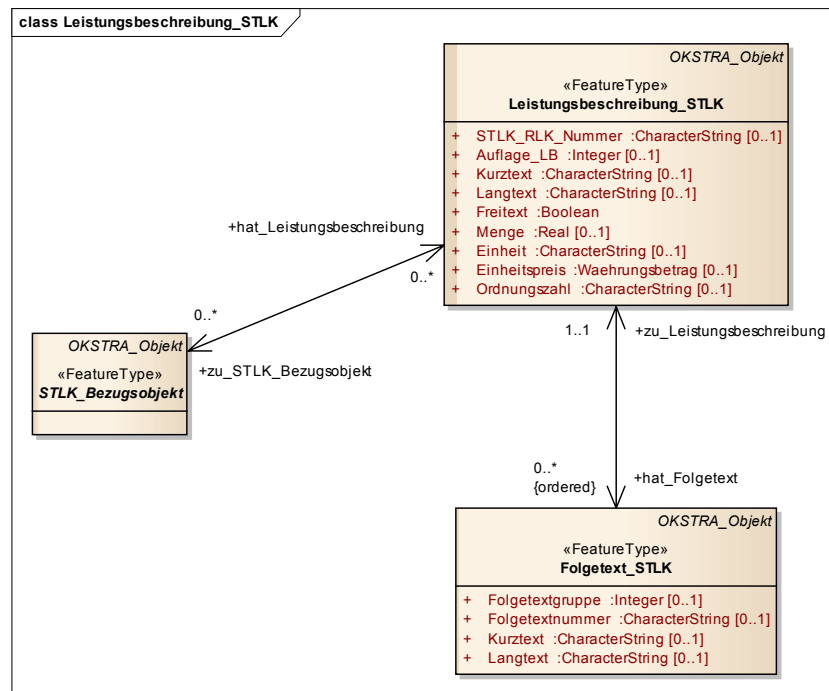 class Leistungsbeschreibung_STLK
OKSTRA_Objekt
«FeatureType»
Leistungsbeschreibung_STLK
+ STLK_RLK_Nummer :CharacterString [0..1]
+ Auflage_LB :Integer [0..1]
+ Kurztext :CharacterString [0..1]
+ Langtext :CharacterString [0..1]
+ Freitext :Boolean
+ Menge :Real [0..1]
+ Einheit :CharacterString [0..1]
+ Einheitspreis :Waehrungsbetrag [0..1]
+ Ordnungszahl :CharacterString [0..1]
+hat_Leistungsbeschreibung
0..*
0..*
+zu_STLK_Bezugsobjekt
OKSTRA_Objekt
«FeatureType»
STLK_Bezugsobjekt
1..1 +zu_Leistungsbeschreibung
0..*
{ordered}
+hat_Folgetext
OKSTRA_Objekt
«FeatureType»
Folgetext_STLK
+ Folgetextgruppe :Integer [0..1]
+ Folgetextnummer :CharacterString [0..1]
+ Kurztext :CharacterString [0..1]
+ Langtext :CharacterString [0..1]